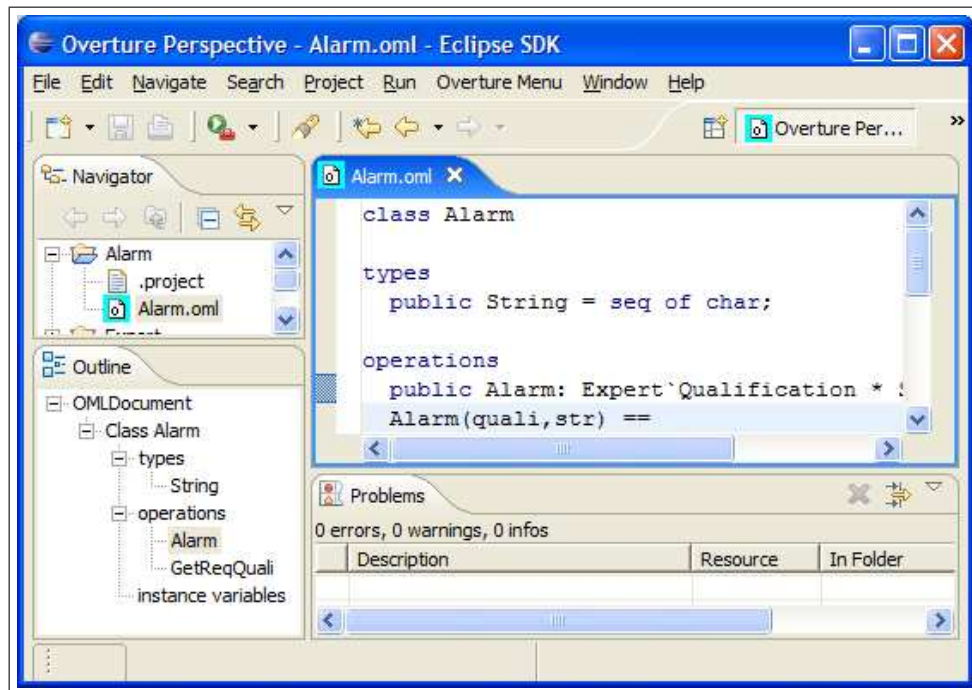 Overture Perspective - Alarm.oml - Eclipse SDK
File Edit Navigate Search Project Run Overture Menu Window Help
Overture Per...
Navigator
Alarm
.project
Alarm.oml
Outline
OMLDocument
Class Alarm
types
String
operations
Alarm
GetReqQuali
instance variables
Alarm.oml
class Alarm
types
public String = seq of char;
operations
public Alarm: Expert`Qualification *
Alarm(quali,str) ==
Problems
0 errors, 0 warnings, 0 infos
Description Resource In Folder